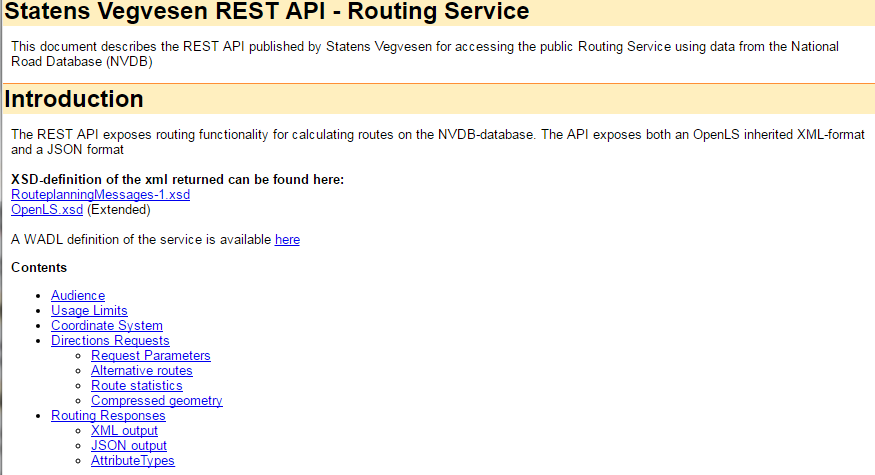 Statens Vegvesen REST API - Routing Service
This document describes the REST API published by Statens Vegvesen for accessing the public Routing Service using data from the National
Road Database (NVDB)
Introduction
The REST API exposes routing functionality for calculating routes on the NVDB-database. The API exposes both an OpenLS inherited XML-format
and a JSON format
XSD-definition of the xml returned can be found here:
RouteplanningMessages-1.xsd
OpenLS.xsd (Extended)
A WADL definition of the service is available here
Contents
Audience
Usage Limits
Coordinate System
Directions Requests
Request Parameters
Alternative routes
Route statistics
Compressed geometry
Routing Responses
XML output
JSON output
AttributeTypes